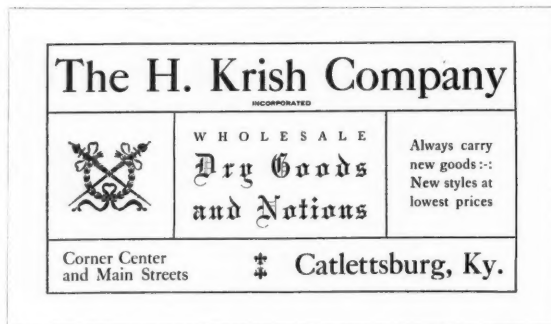 The H. Krish Company
INCORPORATED
WHOLESALE
Dry Goods
and Notions
Always carry
new goods :-:
New styles at
lowest prices
Corner Center
and Main Streets
Catlettsburg, Ky.